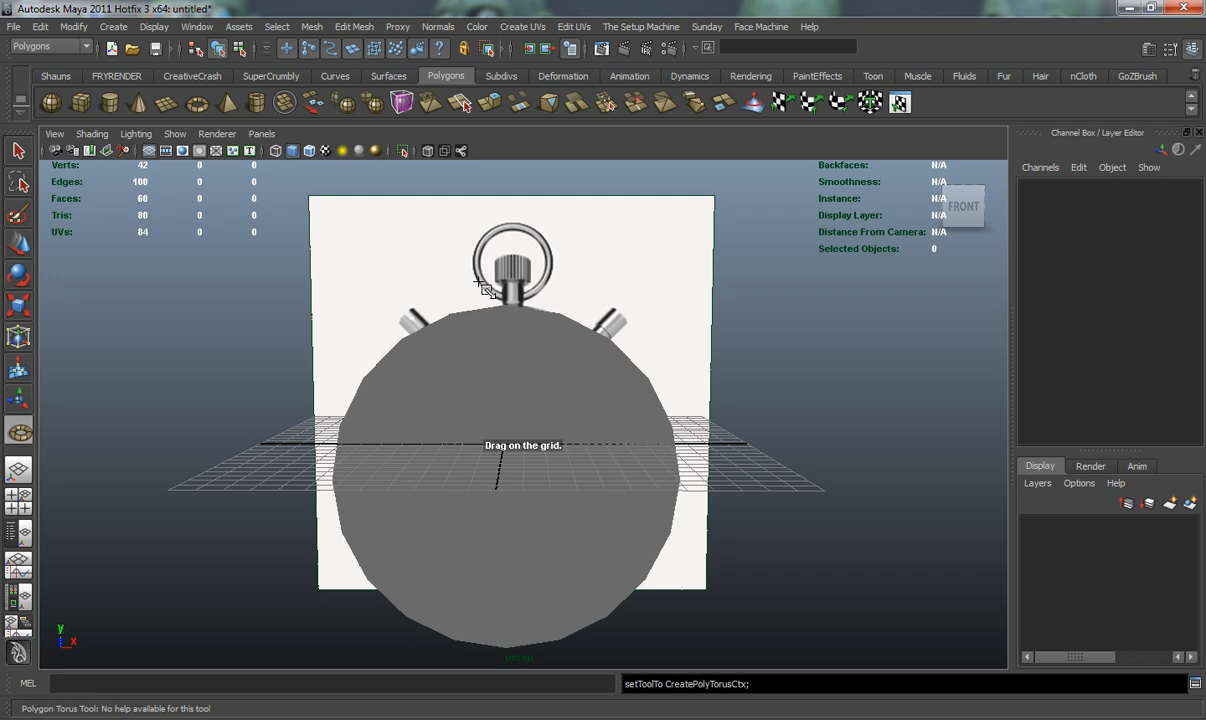 Autodesk Maya 2011 Hotfix 3 x64: untitled*
File Edit Modify Create Display Window Assets Select Mesh Edit Mesh Proxy Normals Color Create UVs Edit UVs The Setup Machine Sunday Face Machine Help
Polygons
Shauns FRYRENDER CreativeCrash SuperCrumbly Curves Surfaces Polygons Subdivs Deformation Animation Dynamics Rendering PaintEffects Toon Muscle Fluids Fur Hair nCloth GoZBrush
Channel Box / Layer Editor
View Shading Lighting Show Renderer Panels
Channels Edit Object Show
Verts: 42 0 0
Edges: 100 0 0
Faces: 60 0 0
Tris: 80 0 0
UVs: 84 0 0
Backfaces: N/A
Smoothness: N/A
Instance: N/A
Display Layer: N/A
Distance From Camera: N/A
Selected Objects: 0
FRONT
Drag on the grid.
Display Render Anim
Layers Options Help
y
x
persp
MEL
setToolTo CreatePolyTorusCtx;
Polygon Torus Tool: No help available for this tool